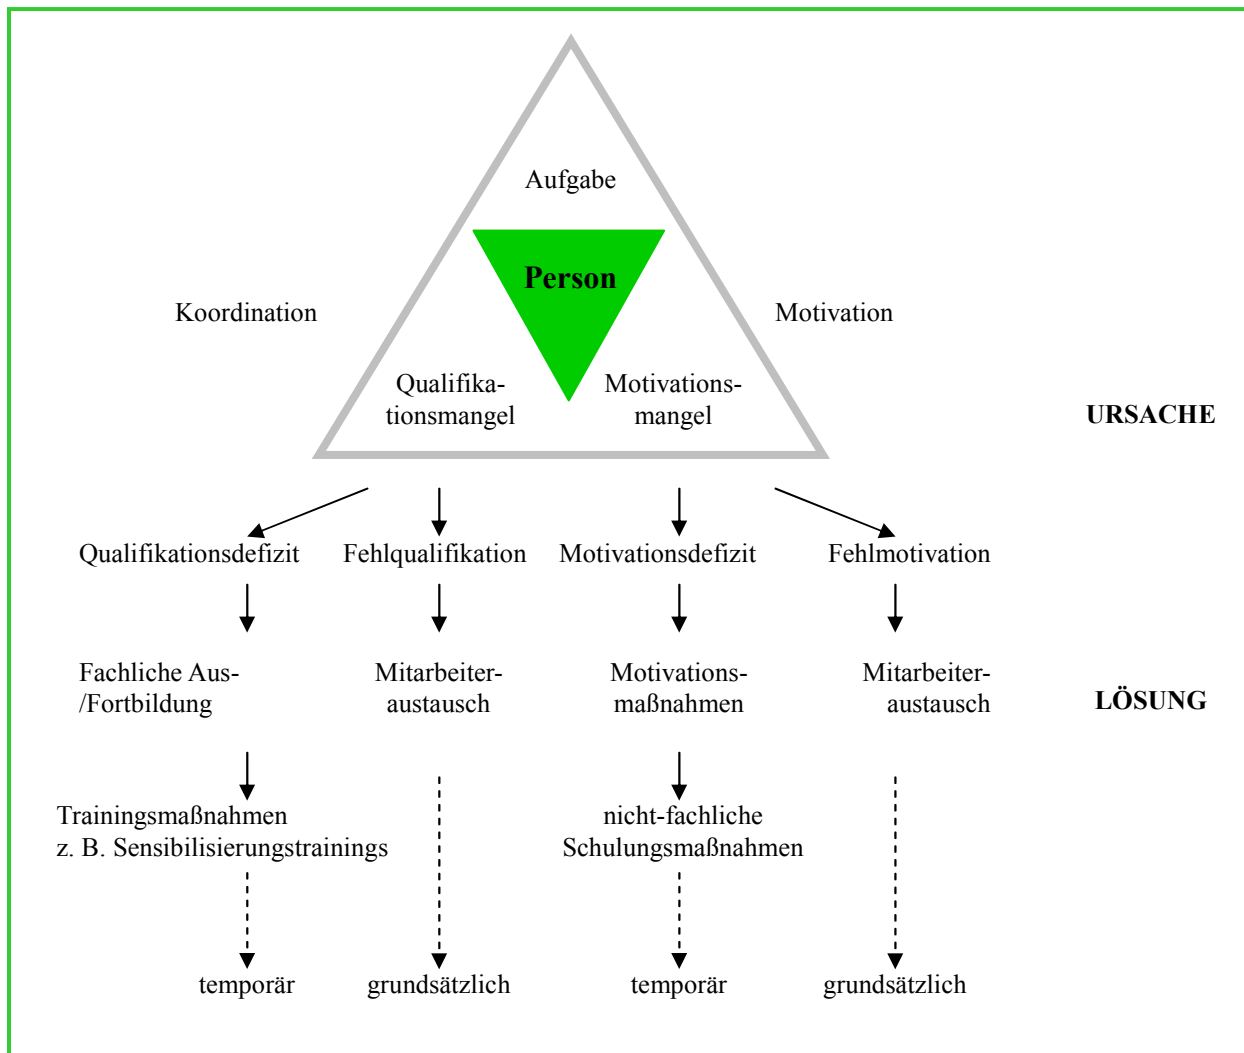 Aufgabe
Person
Koordination
Motivation
Qualifika-
tionsmangel
Motivations-
mangel
URSACHE
Qualifikationsdefizit
Fehlqualifikation
Motivationsdefizit
Fehlmotivation
Fachliche Aus-
/Fortbildung
Mitarbeiter-
austausch
Motivations-
maßnahmen
Mitarbeiter-
austausch
LÖSUNG
Trainingsmaßnahmen
z. B. Sensibilisierungstrainings
nicht-fachliche
Schulungsmaßnahmen
temporär
grundsätzlich
temporär
grundsätzlich